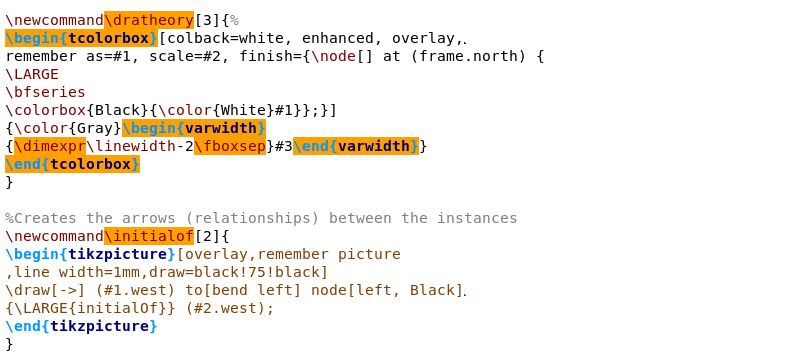 \newcommand\dratheory[3]{%
\begin{tcolorbox}[colback=white, enhanced, overlay,
remember as=#1, scale=#2, finish={\node[] at (frame.north) {
\LARGE
\bfseries
\colorbox{Black}{\color{White}#1}};}]
{\color{Gray}\begin{varwidth}
{\dimexpr\linewidth-2\fboxsep}#3\end{varwidth}}
\end{tcolorbox}
}
%Creates the arrows (relationships) between the instances
\newcommand\initialof[2]{
\begin{tikzpicture}[overlay,remember picture
,line width=1mm,draw=black!75!black]
\draw[->] (#1.west) to[bend left] node[left, Black]
{\LARGE{initialOf}} (#2.west);
\end{tikzpicture}
}